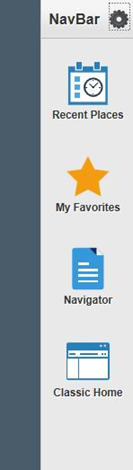 NavBar
Recent Places
My Favorites
Navigator
Classic Home